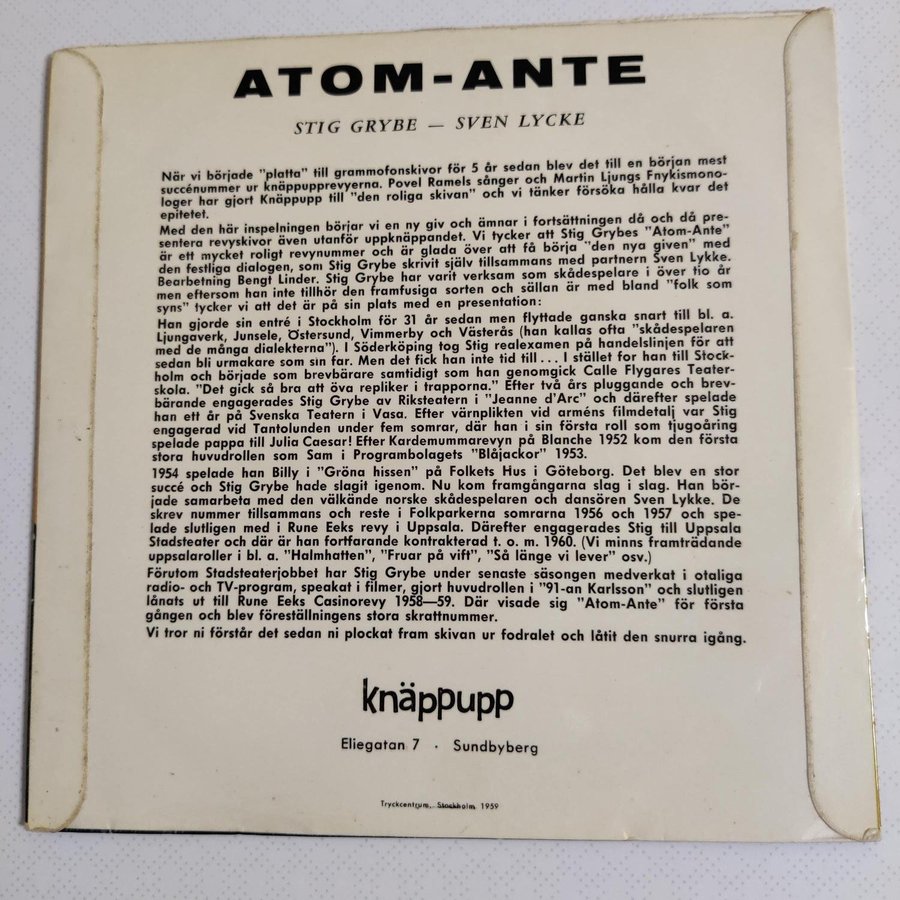 ATOM-ANTE
STIG GRYBE — SVEN LYCKE
När vi började "platta" till grammofonskivor för 5 år sedan blev det till en början mest
succénummer ur knäppupprevyerna. Povel Ramels sånger och Martin Ljungs Fnykismono-
loger har gjort Knäppupp till "den roliga skivan" och vi tänker försöka hålla kvar det
epitetet.
Med den här inspelningen börjar vi en ny giv och ämnar i fortsättningen då och då pre-
sentera revyskivor även utanför uppknäppandet. Vi tycker att Stig Grybes "Atom-Ante"
är ett mycket roligt revynummer och är glada över att få börja "den nya given" med
den festliga dialogen, som Stig Grybe skrivit själv tillsammans med partnern Sven Lykke.
Bearbetning Bengt Linder. Stig Grybe har varit verksam som skådespelare i över tio år
men eftersom han inte tillhör den framfusiga sorten och sällan är med bland "folk som
syns" tycker vi att det är på sin plats med en presentation:
Han gjorde sin entré i Stockholm för 31 år sedan men flyttade ganska snart till bl. a.
Ljungaverk, Junsele, Östersund, Vimmerby och Västerås (han kallas ofta "skådespelaren
med de många dialekterna"). I Söderköping tog Stig realexamen på handelslinjen för att
sedan bli urmakare som sin far. Men det fick han inte tid till... I stället for han till Stock-
holm och började som brevbärare samtidigt som han genomgick Calle Flygares Teater-
skola. "Det gick så bra att öva repliker i trapporna." Efter två års pluggande och brev-
bärande engagerades Stig Grybe av Riksteatern i "Jeanne d'Arc" och därefter spelade
han ett år på Svenska Teatern i Vasa. Efter värnplikten vid arméns filmdetalj var Stig
engagerad vid Tantolunden under fem somrar, där han i sin första roll som tjugoåring
spelade pappa till Julia Caesar! Efter Kardemummarevyn på Blanche 1952 kom den första
stora huvudrollen som Sam i Programbolagets "Blåjackor" 1953.
1954 spelade han Billy i "Gröna hissen" på Folkets Hus i Göteborg. Det blev en stor
succé och Stig Grybe hade slagit igenom. Nu kom framgångarna slag i slag. Han bör-
jade samarbeta med den välkände norske skådespelaren och dansören Sven Lykke. De
skrev nummer tillsammans och reste i Folkparkerna somrarna 1956 och 1957 och spe-
lade slutligen med i Rune Eeks revy i Uppsala. Därefter engagerades Stig till Uppsala
Stadsteater och där är han fortfarande kontrakterad t. o. m. 1960. (Vi minns framträdande
uppsalaroller i bl. a. "Halmhatten", "Fruar på vift", "Så länge vi lever" osv.)
Förutom Stadsteaterjobbet har Stig Grybe under senaste säsongen medverkat i otaliga
radio- och TV-program, speakat i filmer, gjort huvudrollen i "91-an Karlsson" och slutligen
lånats ut till Rune Eeks Casinorevy 1958—59. Där visade sig "Atom-Ante" för första
gången och blev föreställningens stora skrattnummer.
Vi tror ni förstår det sedan ni plockat fram skivan ur fodralet och låtit den snurra igång.
knäppupp
Eliegatan 7 · Sundbyberg
Tryckcentrum, Stockholm 1959